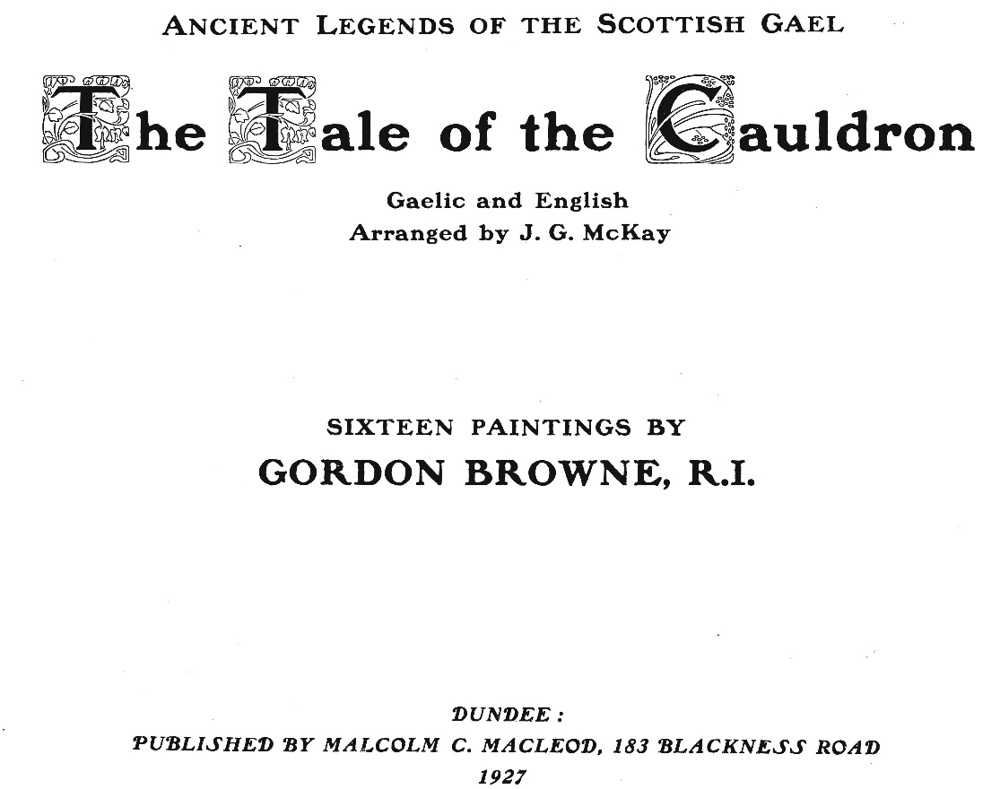 ANCIENT LEGENDS OF THE SCOTTISH GAEL
The Tale of the Cauldron
Gaelic and English
Arranged by J. G. McKay
SIXTEEN PAINTINGS BY
GORDON BROWNE, R.I.
DUNDEE :
PUBLISHED BY MALCOLM C. MACLEOD, 183 BLACKNESS ROAD
1927